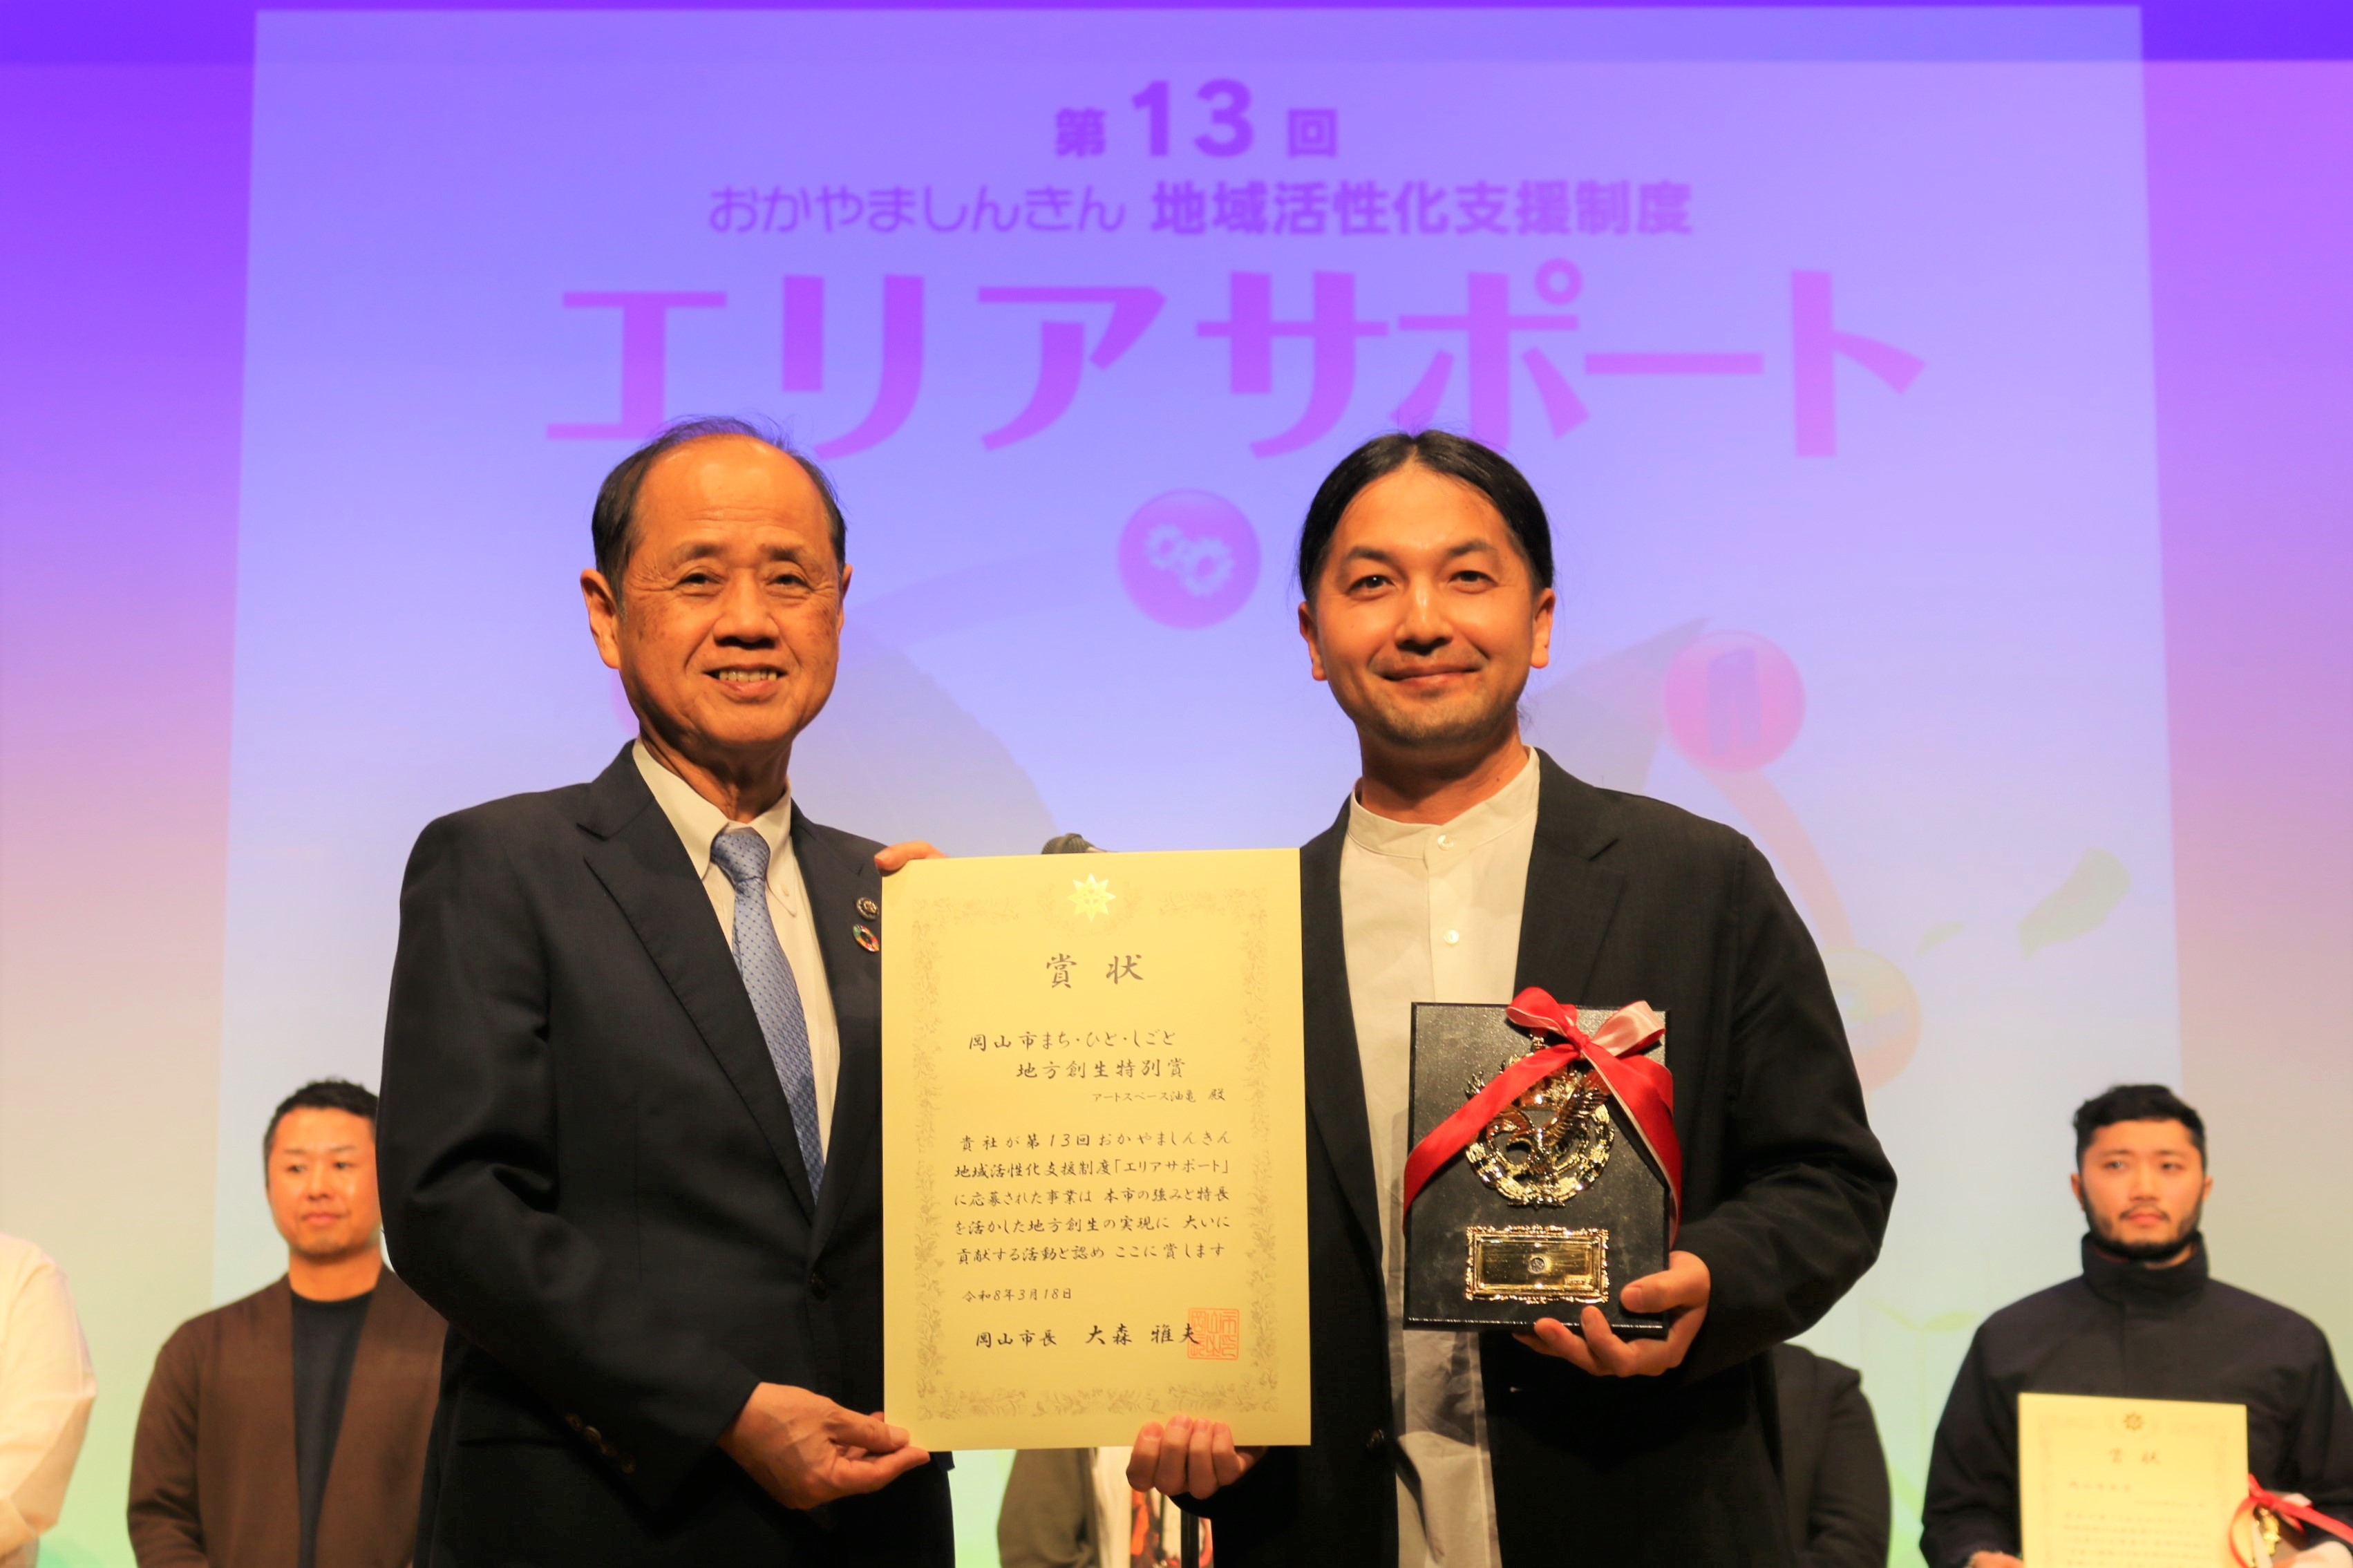 第13回
おかやましんきん 地域活性化支援制度
エリアサポート
賞状
岡山市まち・ひと・しごと
地方創生特別賞
アートスペース油亀 殿
貴社が第13回おかやましんきん
地域活性化支援制度「エリアサポート」
に応募された事業は 本市の強みと特長
を活かした地方創生の実現に 大いに
貢献する活動と認め ここに賞します
令和8年3月18日
岡山市長 大森 雅夫
賞状